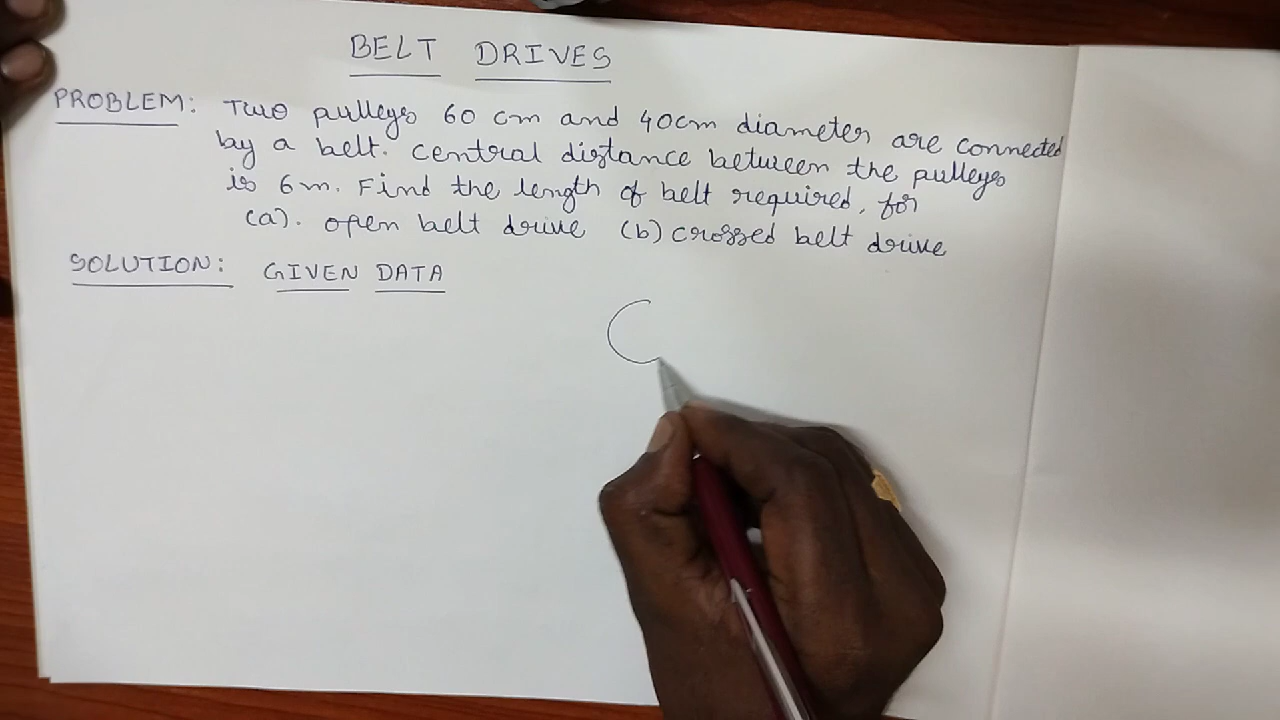 BELT DRIVES
PROBLEM: Two pulleys 60 cm and 40cm diameter are connected
by a belt. central distance between the pulleys
is 6m. Find the length of belt required, for
(a). open belt drive (b) crossed belt drive
SOLUTION: GIVEN DATA